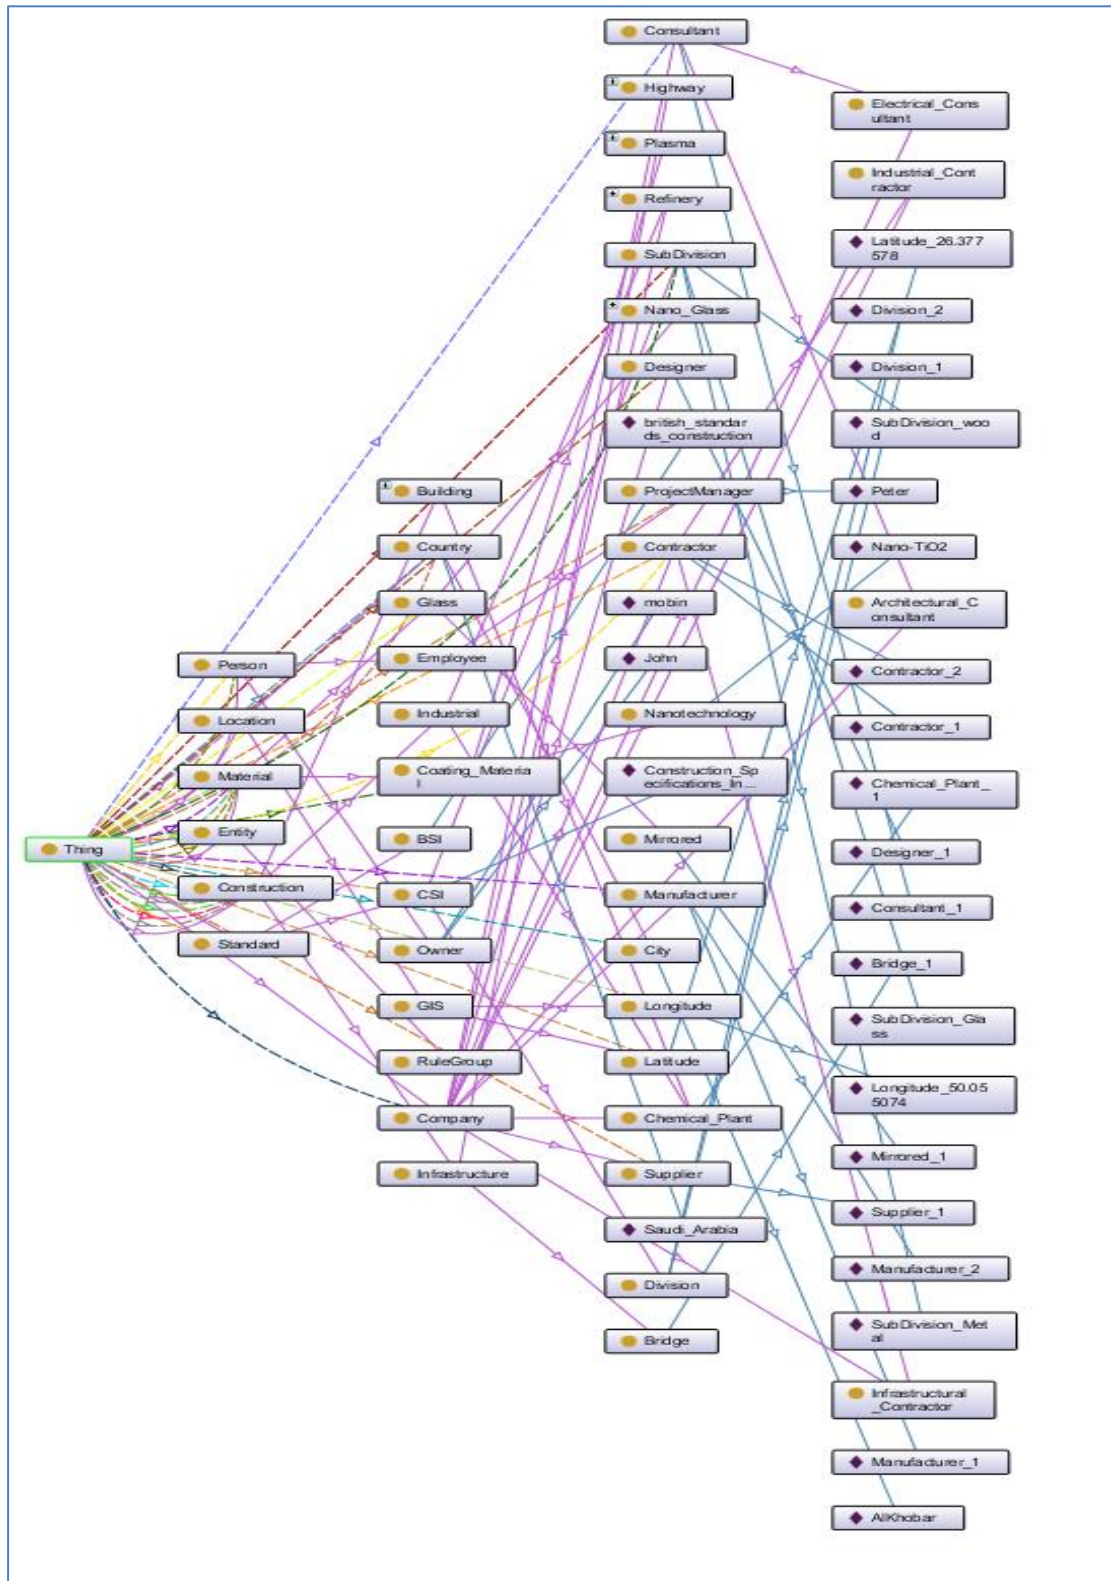 Consultant
Highway
Plasma
Refinery
SubDivision
Nano_Glass
Designer
british_standar
ds_construction
ProjectManager
Contractor
mobin
John
Nanotechnology
Construction_Sp
ecifications_In...
Mirrored
Manufacturer
City
Longitude
Latitude
Chemical_Plant
Supplier
Saudi_Arabia
Division
Bridge
Electrical_Cons
ultant
Industrial_Cont
ractor
Latitude_26.377
578
Division_2
Division_1
SubDivision_woo
d
Peter
Nano-TiO2
Architectural_C
onsultant
Contractor_2
Contractor_1
Chemical_Plant_
1
Designer_1
Consultant_1
Bridge_1
SubDivision_Gla
ss
Longitude_50.05
5074
Mirrored_1
Supplier_1
Manufacturer_2
SubDivision_Met
al
Infrastructural
_Contractor
Manufacturer_1
AlKhobar
Building
Country
Glass
Employee
Industrial
Coating_Materia
l
BSI
CSI
Owner
GIS
RuleGroup
Company
Infrastructure
Person
Location
Material
Entity
Construction
Standard
Thing